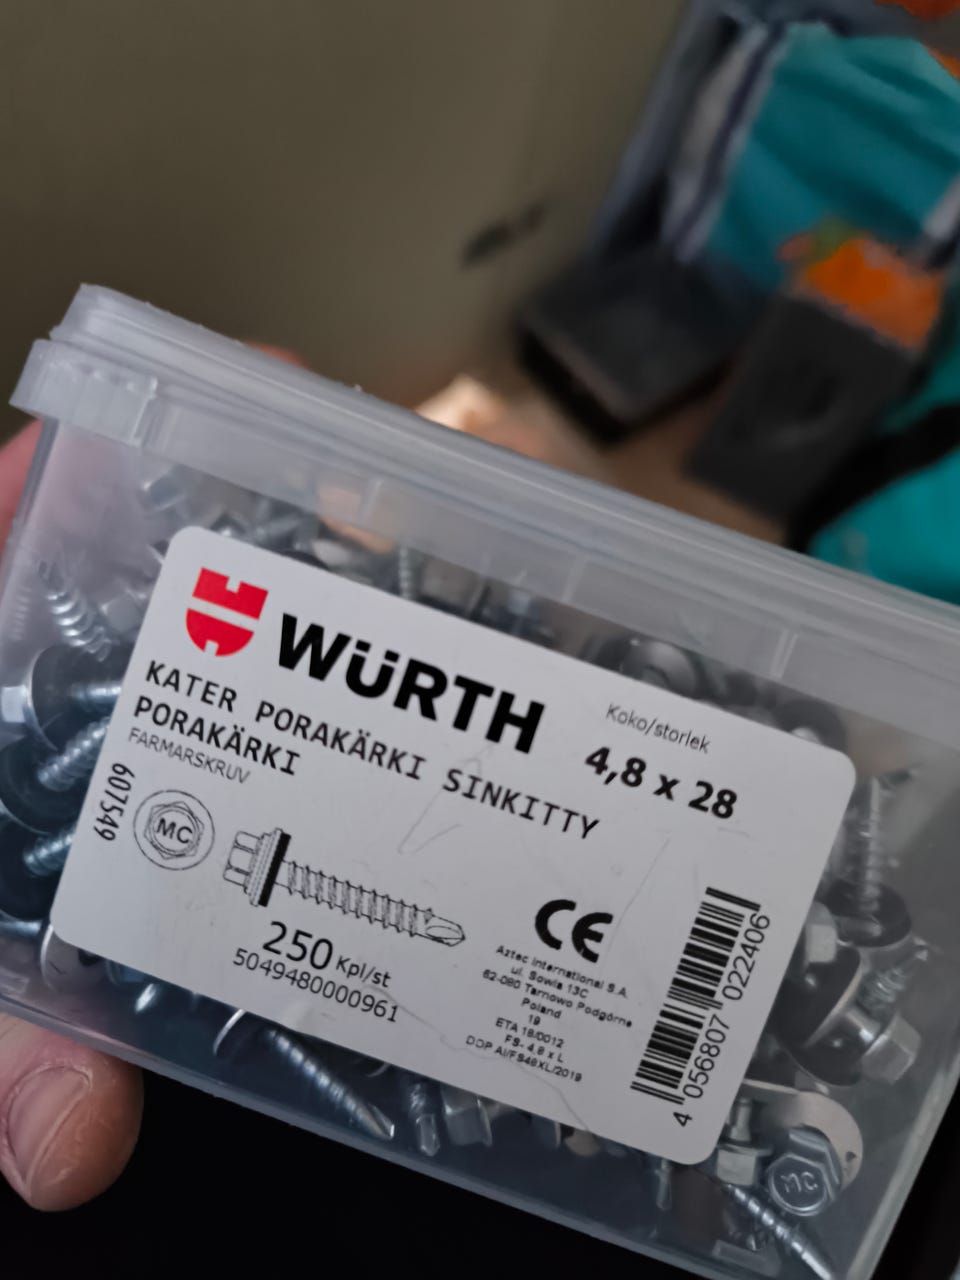 WÜRTH
Koko/storlek
4,8 x 28
KATER PORAKÄRKI SINKITTY
PORAKÄRKI
FARMARSKRUV
607549
MC
250 Kpl/st
5049480000961
CE
Aztec International S.A.
ul. Sowia 13C
62-080 Tarnowo Podgórne
Poland
19
ETA 18/0012
FS- 4,8 x L
DOP AI/FS48XL/2019
4 056807 022406
MC